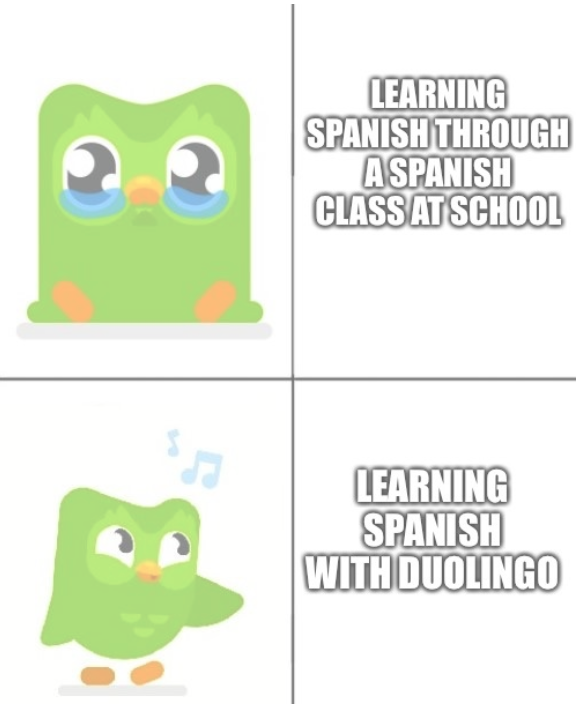 LEARNING
SPANISH THROUGH
A SPANISH
CLASS AT SCHOOL
LEARNING
SPANISH
WITH DUOLINGO